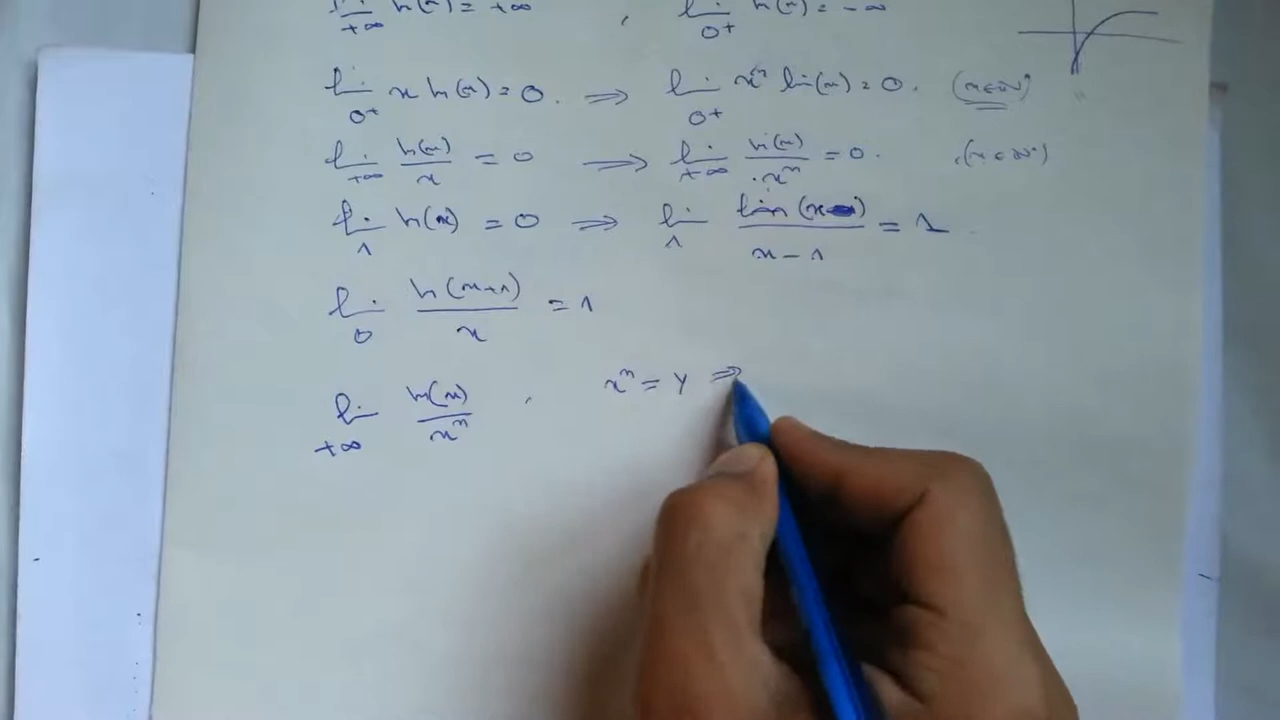 lim +∞ ln(x) = +∞ , lim 0+ ln(x) = -∞
lim 0+ x ln(x) = 0. ⟹ lim 0+ xⁿ ln(x) = 0. (n∈ℕ*)
lim +∞ ln(x)/x = 0 ⟹ lim +∞ ln(x)/xⁿ = 0. (n∈ℕ*)
lim 1 ln(x) = 0 ⟹ lim 1 ln(x)/x-1 = 1
lim 0 ln(x+1)/x = 1
lim +∞ ln(x)/xⁿ , xⁿ = y ⟹